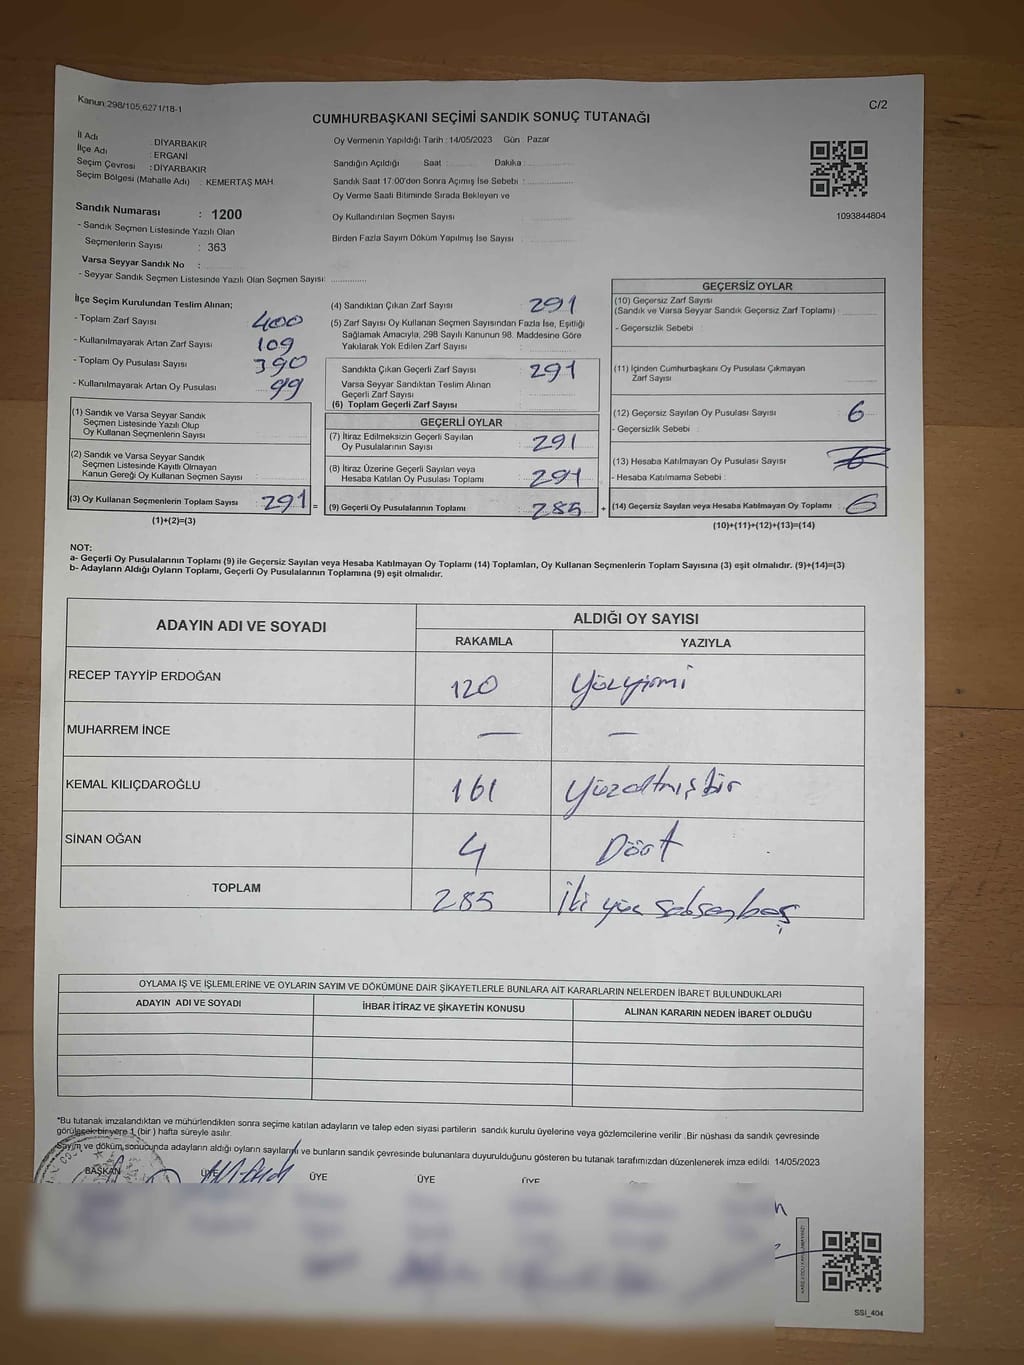 Kanun:298/105,6271/18-1
C/2
CUMHURBAŞKANI SEÇİMİ SANDIK SONUÇ TUTANAĞI
İl Adı : DİYARBAKIR
İlçe Adı : ERGANİ
Seçim Çevresi : DİYARBAKIR
Seçim Bölgesi (Mahalle Adı) : KEMERTAŞ MAH.
Sandık Numarası : 1200
- Sandık Seçmen Listesinde Yazılı Olan
Seçmenlerin Sayısı : 363
Varsa Seyyar Sandık No :
- Seyyar Sandık Seçmen Listesinde Yazılı Olan Seçmen Sayısı:
Oy Vermenin Yapıldığı Tarih : 14/05/2023 Gün Pazar
Sandığın Açıldığı Saat : Dakika :
Sandık Saat 17:00'den Sonra Açımış İse Sebebi :
Oy Verme Saati Bitiminde Sırada Bekleyen ve
Oy Kullandırılan Seçmen Sayısı
Birden Fazla Sayım Döküm Yapılmış İse Sayısı :
1093844804
İlçe Seçim Kurulundan Teslim Alınan;
- Toplam Zarf Sayısı 400
- Kullanılmayarak Artan Zarf Sayısı 109
- Toplam Oy Pusulası Sayısı 390
- Kullanılmayarak Artan Oy Pusulası 99
(1) Sandık ve Varsa Seyyar Sandık
Seçmen Listesinde Yazılı Olup
Oy Kullanan Seçmenlerin Sayısı
(2) Sandık ve Varsa Seyyar Sandık
Seçmen Listesinde Kayıtlı Olmayan
Kanun Gereği Oy Kullanan Seçmen Sayısı
(3) Oy Kullanan Seçmenlerin Toplam Sayısı : 291 =
(1)+(2)=(3)
(4) Sandıktan Çıkan Zarf Sayısı 291
(5) Zarf Sayısı Oy Kullanan Seçmen Sayısından Fazla İse, Eşitliği
Sağlamak Amacıyla, 298 Sayılı Kanunun 98. Maddesine Göre
Yakılarak Yok Edilen Zarf Sayısı
Sandıkta Çıkan Geçerli Zarf Sayısı 291
Varsa Seyyar Sandıktan Teslim Alınan
Geçerli Zarf Sayısı
(6) Toplam Geçerli Zarf Sayısı
GEÇERLİ OYLAR
(7) İtiraz Edilmeksizin Geçerli Sayılan
Oy Pusulalarının Sayısı 291
(8) İtiraz Üzerine Geçerli Sayılan veya
Hesaba Katılan Oy Pusulası Toplamı 291
(9) Geçerli Oy Pusulalarının Toplamı : 285 +
GEÇERSİZ OYLAR
(10) Geçersiz Zarf Sayısı
(Sandık ve Varsa Seyyar Sandık Geçersiz Zarf Toplamı) :
- Geçersizlik Sebebi :
(11) İçinden Cumhurbaşkanı Oy Pusulası Çıkmayan
Zarf Sayısı
(12) Geçersiz Sayılan Oy Pusulası Sayısı 6
- Geçersizlik Sebebi :
(13) Hesaba Katılmayan Oy Pusulası Sayısı
- Hesaba Katılmama Sebebi :
(14) Geçersiz Sayılan veya Hesaba Katılmayan Oy Toplamı : 6
(10)+(11)+(12)+(13)=(14)
NOT:
a- Geçerli Oy Pusulalarının Toplamı (9) ile Geçersiz Sayılan veya Hesaba Katılmayan Oy Toplamı (14) Toplamları, Oy Kullanan Seçmenlerin Toplam Sayısına (3) eşit olmalıdır. (9)+(14)=(3)
b- Adayların Aldığı Oyların Toplamı, Geçerli Oy Pusulalarının Toplamına (9) eşit olmalıdır.
ADAYIN ADI VE SOYADI
ALDIĞI OY SAYISI
RAKAMLA YAZIYLA
RECEP TAYYİP ERDOĞAN 120 Yüzyirmi
MUHARREM İNCE — —
KEMAL KILIÇDAROĞLU 161 Yüzaltmışbir
SİNAN OĞAN 4 Dört
TOPLAM 285 İki yüz seksenbeş
OYLAMA İŞ VE İŞLEMLERİNE VE OYLARIN SAYIM VE DÖKÜMÜNE DAİR ŞİKAYETLERLE BUNLARA AİT KARARLARIN NELERDEN İBARET BULUNDUKLARI
ADAYIN ADI VE SOYADI İHBAR İTİRAZ VE ŞİKAYETİN KONUSU ALINAN KARARIN NEDEN İBARET OLDUĞU
*Bu tutanak imzalandıktan ve mühürlendikten sonra seçime katılan adayların ve talep eden siyasi partilerin sandık kurulu üyelerine veya gözlemcilerine verilir. Bir nüshası da sandık çevresinde
görülecek bir yere 1 (bir ) hafta süreyle asılır.
Sayım ve döküm sonucunda adayların aldığı oyların sayılarını ve bunların sandık çevresinde bulunanlara duyurulduğunu gösteren bu tutanak tarafımızdan düzenlenerek imza edildi. 14/05/2023
BAŞKAN ÜYE ÜYE ÜYE ÜYE
SSI_404